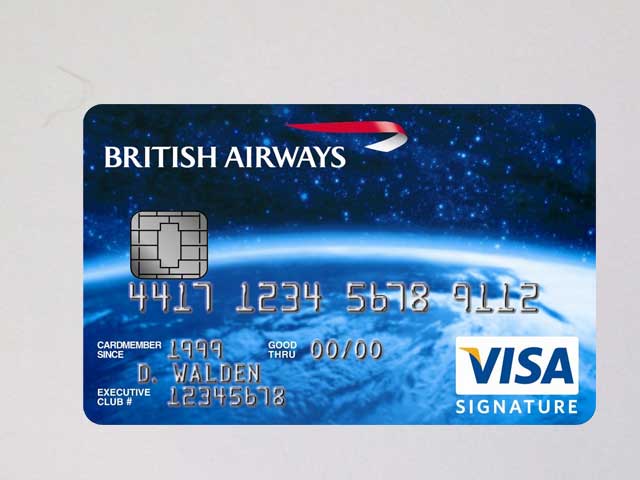 BRITISH AIRWAYS
4417 1234 5678 9112
CARDMEMBER SINCE 1999 GOOD THRU 00/00
D. WALDEN
EXECUTIVE CLUB # 12345678
VISA
SIGNATURE